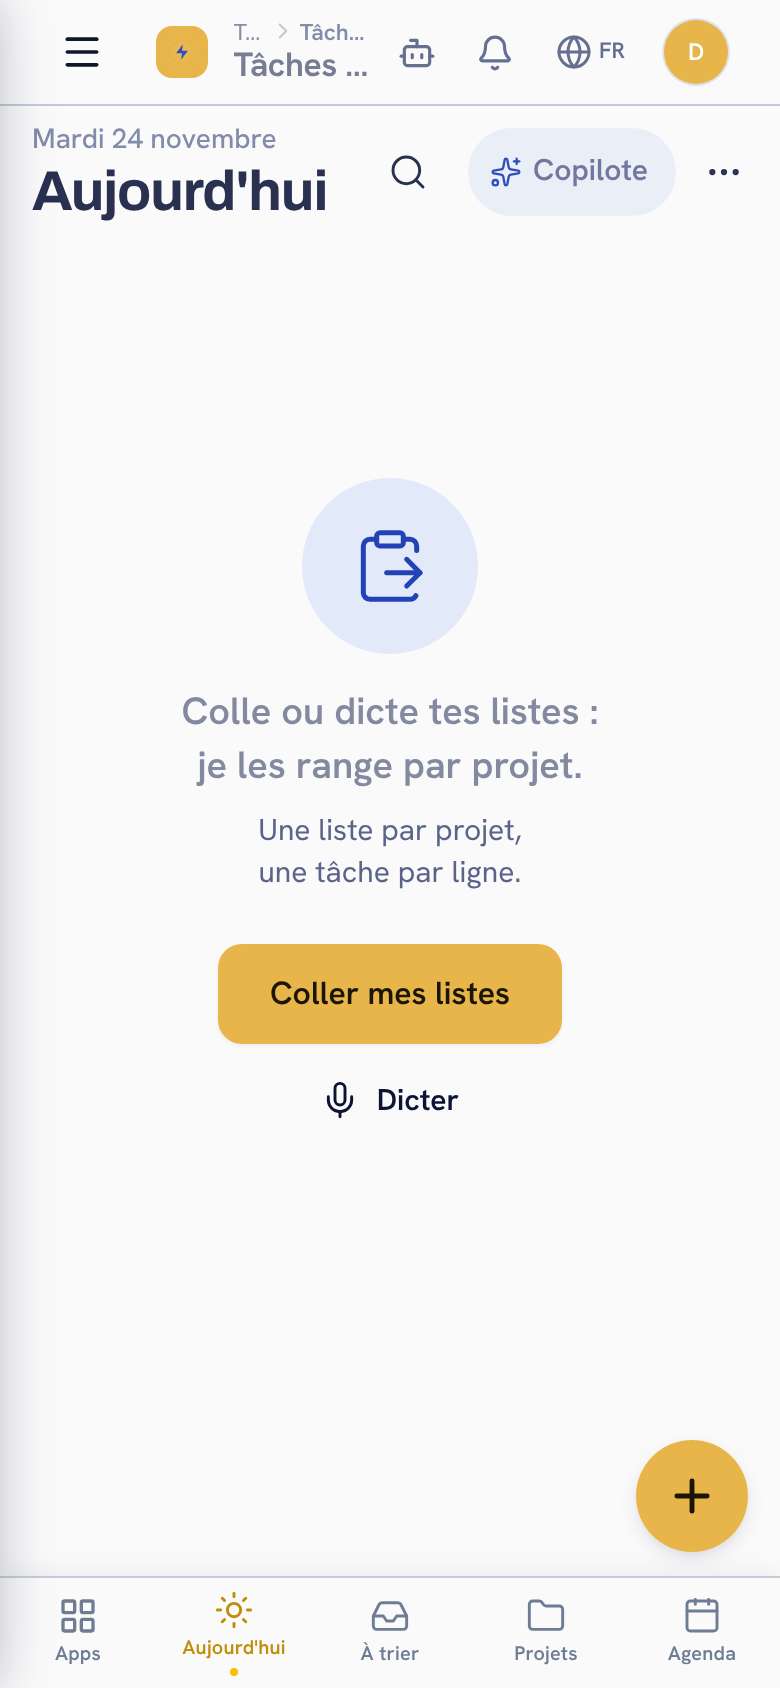 T... > Tâch...
Tâches ...
FR
D
Mardi 24 novembre
Aujourd'hui
Copilote
Colle ou dicte tes listes :
je les range par projet.
Une liste par projet,
une tâche par ligne.
Coller mes listes
Dicter
Apps
Aujourd'hui
À trier
Projets
Agenda